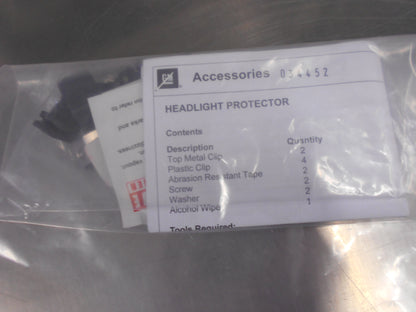 GM Accessories 034452
HEADLIGHT PROTECTOR
Contents
Description Quantity
Top Metal Clip 2
Plastic Clip 4
Abrasion Resistant Tape 2
Screw 2
Washer 2
Alcohol Wipe 1
Tools Required: